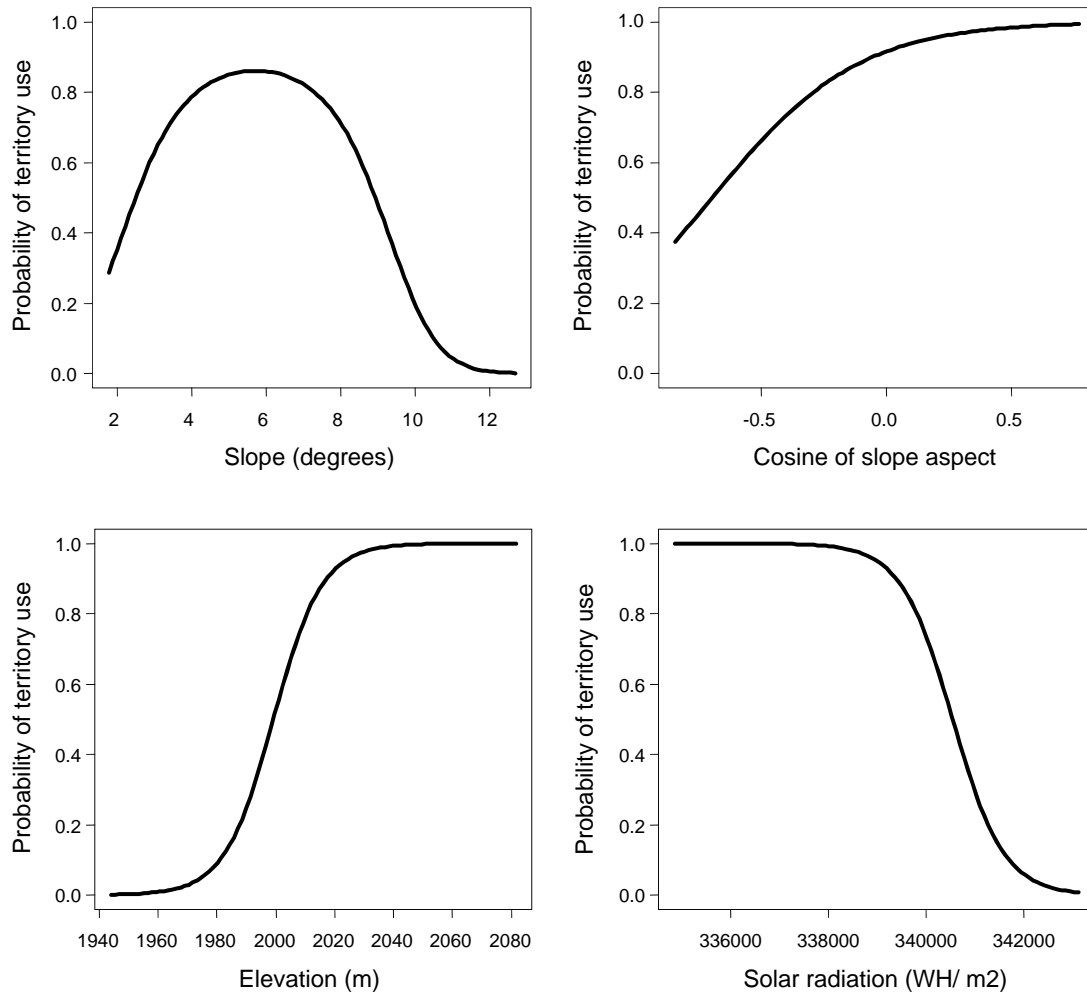 Probability of territory use
1.0
0.8
0.6
0.4
0.2
0.0
2 4 6 8 10 12
Slope (degrees)
Probability of territory use
1.0
0.8
0.6
0.4
0.2
0.0
-0.5 0.0 0.5
Cosine of slope aspect
Probability of territory use
1.0
0.8
0.6
0.4
0.2
0.0
1940 1960 1980 2000 2020 2040 2060 2080
Elevation (m)
Probability of territory use
1.0
0.8
0.6
0.4
0.2
0.0
336000 338000 340000 342000
Solar radiation (WH/ m2)